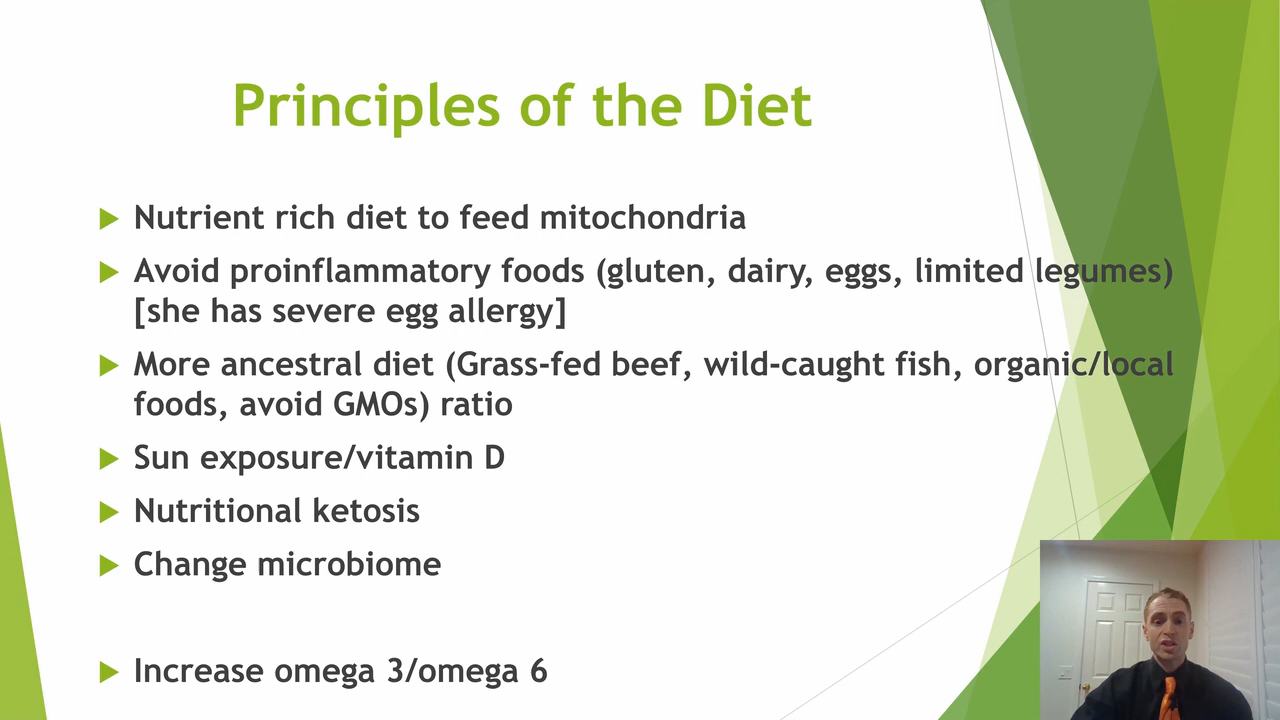 Principles of the Diet
Nutrient rich diet to feed mitochondria
Avoid proinflammatory foods (gluten, dairy, eggs, limited legumes)
[she has severe egg allergy]
More ancestral diet (Grass-fed beef, wild-caught fish, organic/local
foods, avoid GMOs) ratio
Sun exposure/vitamin D
Nutritional ketosis
Change microbiome
Increase omega 3/omega 6